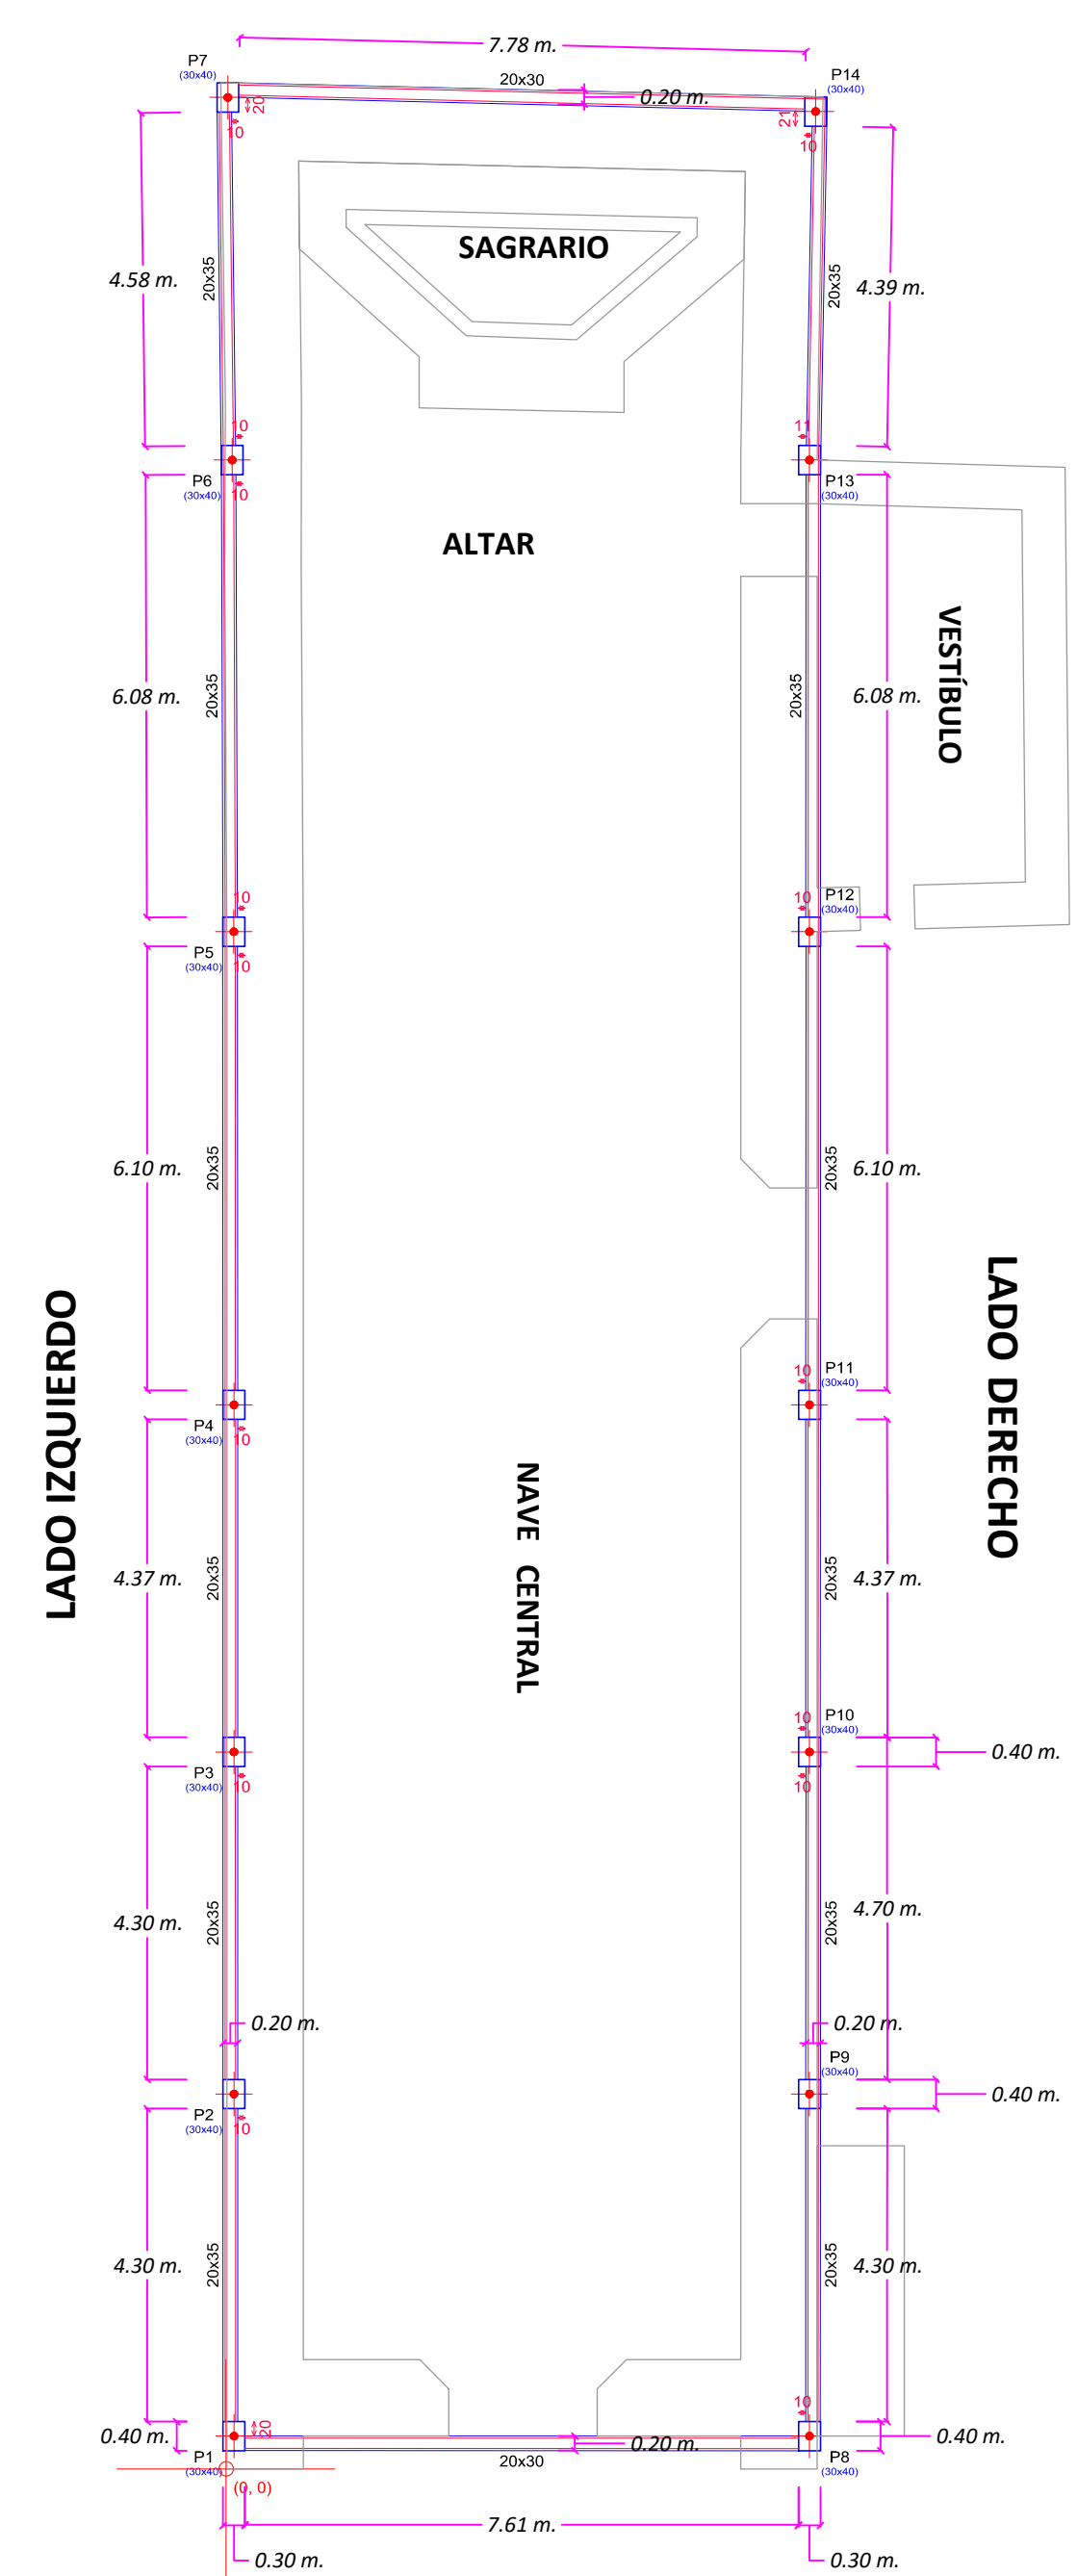 7.78 m.
P7
(30x40)
20x30
P14
(30x40)
0.20 m.
20
10
21
10
SAGRARIO
4.58 m.
20x35
20x35
4.39 m.
10
11
P6
(30x40)
10
P13
(30x40)
ALTAR
VESTÍBULO
6.08 m.
20x35
20x35
6.08 m.
10
10
P12
(30x40)
P5
(30x40)
10
6.10 m.
20x35
20x35
6.10 m.
LADO IZQUIERDO
LADO DERECHO
10
P11
(30x40)
P4
(30x40)
10
NAVE CENTRAL
4.37 m.
20x35
20x35
4.37 m.
10
P10
(30x40)
0.40 m.
P3
(30x40)
10
10
4.30 m.
20x35
20x35
4.70 m.
0.20 m.
0.20 m.
P9
(30x40)
0.40 m.
P2
(30x40)
10
4.30 m.
20x35
20x35
4.30 m.
10
0.40 m.
20
0.20 m.
0.40 m.
P1
(30x40)
20x30
P8
(30x40)
(0, 0)
7.61 m.
0.30 m.
0.30 m.